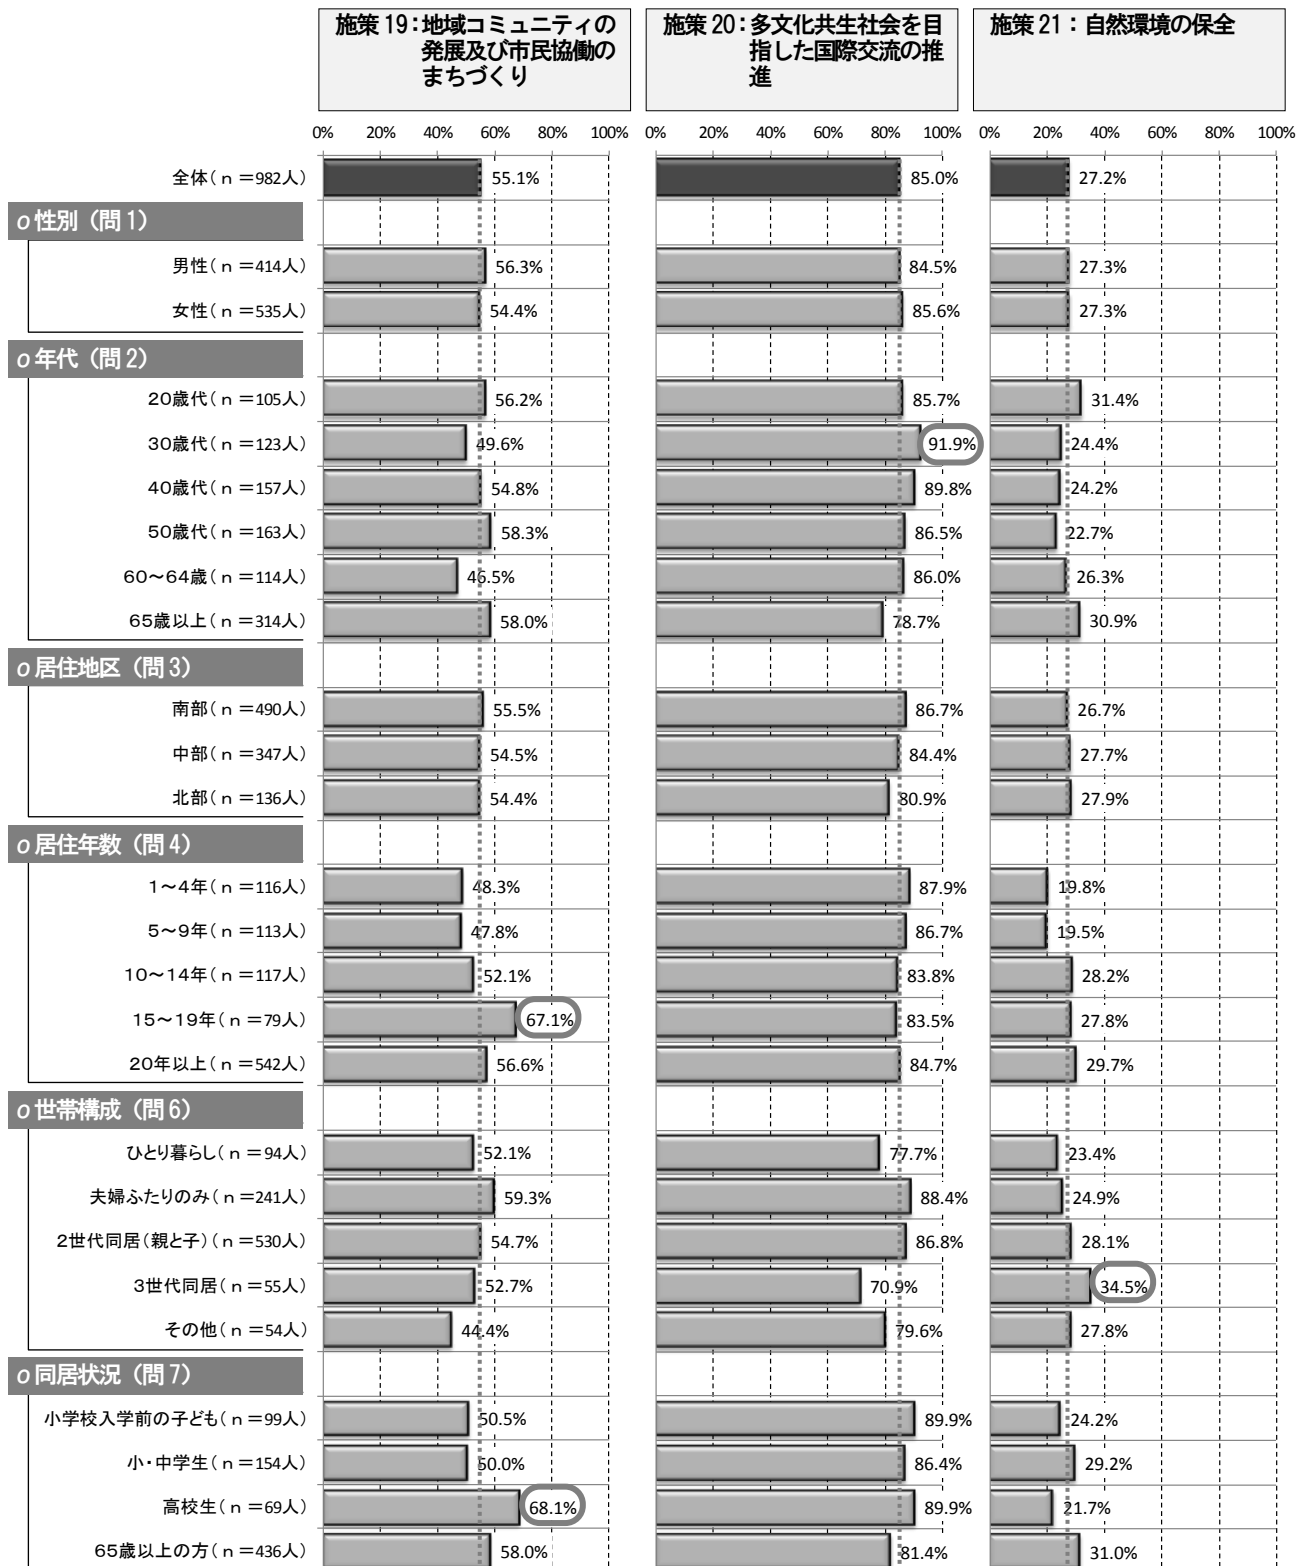 施策19：地域コミュニティの
発展及び市民協働の
まちづくり
施策20：多文化共生社会を目
指した国際交流の推
進
施策21：自然環境の保全
0% 20% 40% 60% 80% 100% 0% 20% 40% 60% 80% 100% 0% 20% 40% 60% 80% 100%
全体(ｎ＝982人) 55.1% 85.0% 27.2%
o 性別（問1）
男性(ｎ＝414人) 56.3% 84.5% 27.3%
女性(ｎ＝535人) 54.4% 85.6% 27.3%
o 年代（問2）
20歳代(ｎ＝105人) 56.2% 85.7% 31.4%
30歳代(ｎ＝123人) 49.6% 91.9% 24.4%
40歳代(ｎ＝157人) 54.8% 89.8% 24.2%
50歳代(ｎ＝163人) 58.3% 86.5% 22.7%
60～64歳(ｎ＝114人) 46.5% 86.0% 26.3%
65歳以上(ｎ＝314人) 58.0% 78.7% 30.9%
o 居住地区（問3）
南部(ｎ＝490人) 55.5% 86.7% 26.7%
中部(ｎ＝347人) 54.5% 84.4% 27.7%
北部(ｎ＝136人) 54.4% 80.9% 27.9%
o 居住年数（問4）
1～4年(ｎ＝116人) 48.3% 87.9% 19.8%
5～9年(ｎ＝113人) 47.8% 86.7% 19.5%
10～14年(ｎ＝117人) 52.1% 83.8% 28.2%
15～19年(ｎ＝79人) 67.1% 83.5% 27.8%
20年以上(ｎ＝542人) 56.6% 84.7% 29.7%
o 世帯構成（問6）
ひとり暮らし(ｎ＝94人) 52.1% 77.7% 23.4%
夫婦ふたりのみ(ｎ＝241人) 59.3% 88.4% 24.9%
2世代同居(親と子)(ｎ＝530人) 54.7% 86.8% 28.1%
3世代同居(ｎ＝55人) 52.7% 70.9% 34.5%
その他(ｎ＝54人) 44.4% 79.6% 27.8%
o 同居状況（問7）
小学校入学前の子ども(ｎ＝99人) 50.5% 89.9% 24.2%
小・中学生(ｎ＝154人) 50.0% 86.4% 29.2%
高校生(ｎ＝69人) 68.1% 89.9% 21.7%
65歳以上の方(ｎ＝436人) 58.0% 81.4% 31.0%